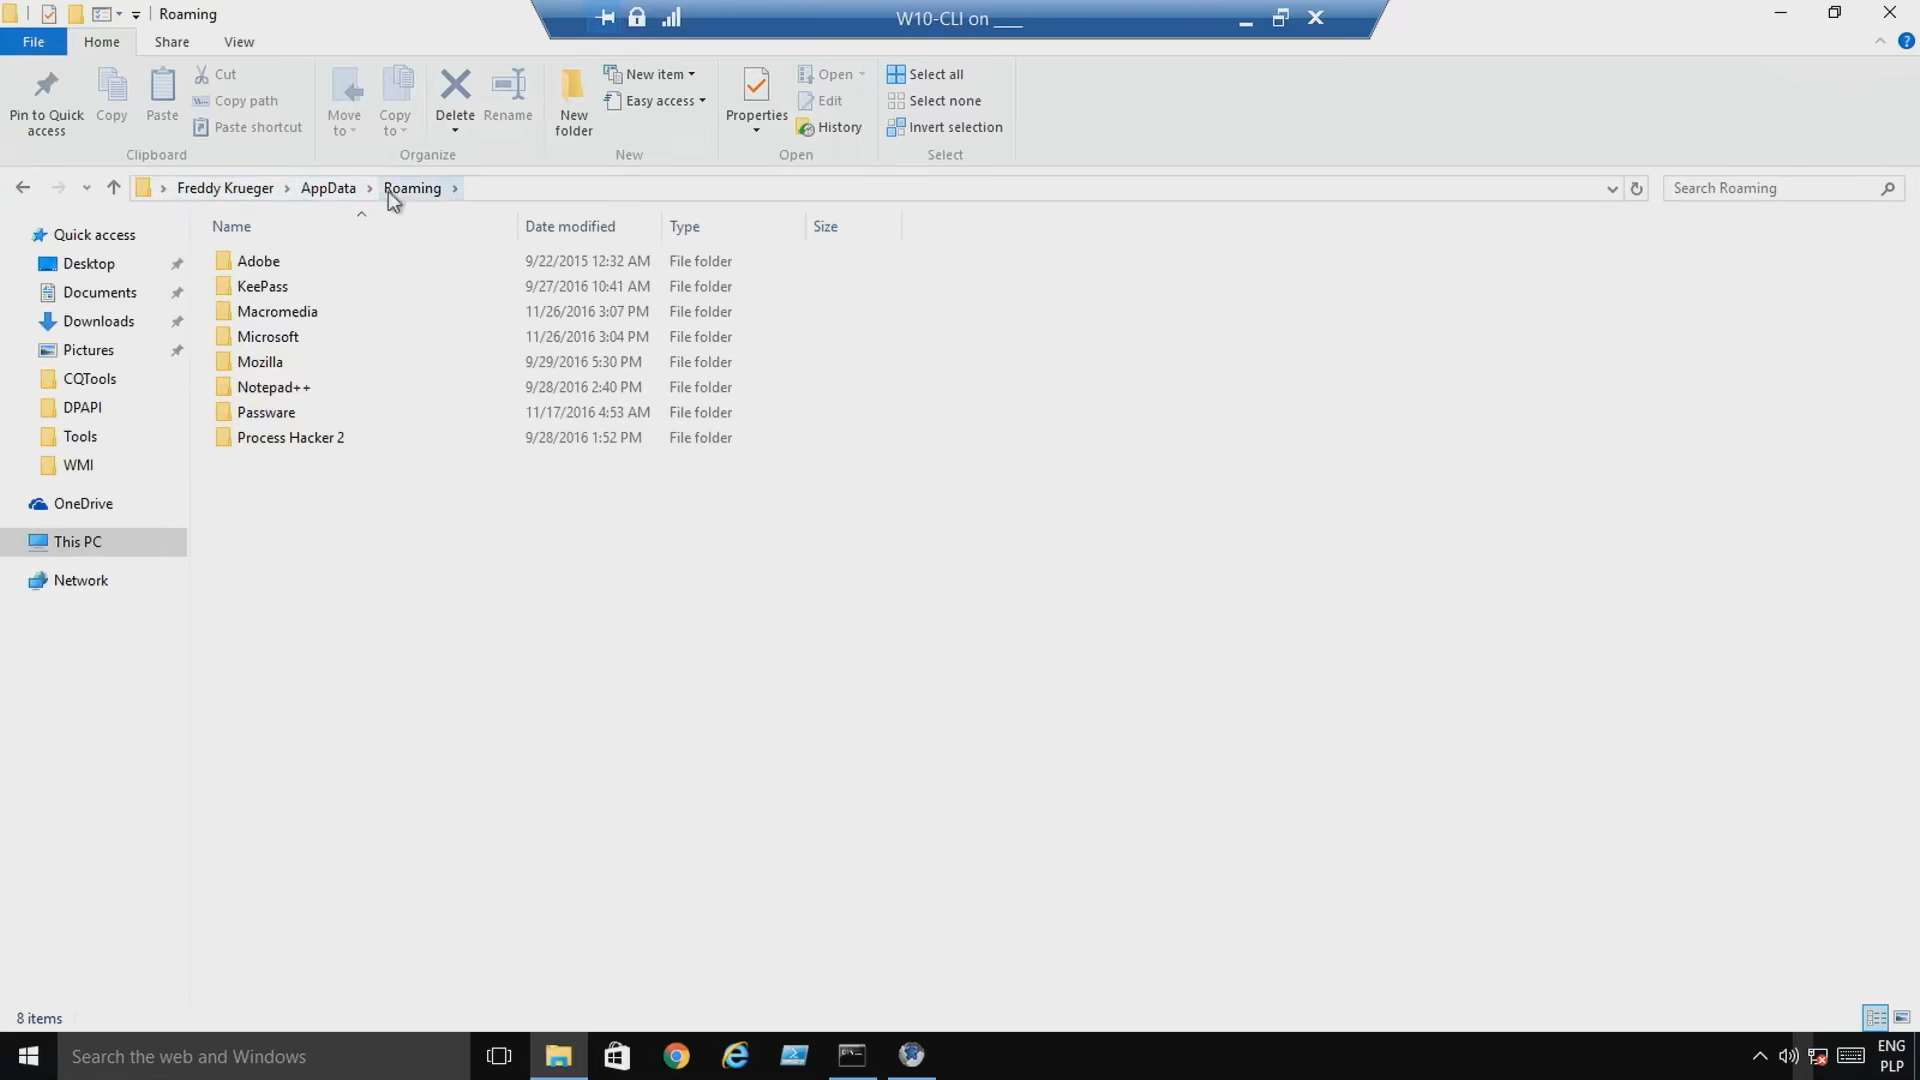 Roaming
W10-CLI on ____
File
Home
Share
View
Pin to Quick
access
Copy
Paste
Cut
Copy path
Paste shortcut
Clipboard
Move
to
Copy
to
Delete
Rename
Organize
New
folder
New item
Easy access
New
Properties
Open
Edit
History
Open
Select all
Select none
Invert selection
Select
Freddy Krueger > AppData > Roaming >
Search Roaming
Name Date modified Type Size
Adobe 9/22/2015 12:32 AM File folder
KeePass 9/27/2016 10:41 AM File folder
Macromedia 11/26/2016 3:07 PM File folder
Microsoft 11/26/2016 3:04 PM File folder
Mozilla 9/29/2016 5:30 PM File folder
Notepad++ 9/28/2016 2:40 PM File folder
Passware 11/17/2016 4:53 AM File folder
Process Hacker 2 9/28/2016 1:52 PM File folder
Quick access
Desktop
Documents
Downloads
Pictures
CQTools
DPAPI
Tools
WMI
OneDrive
This PC
Network
8 items
Search the web and Windows
ENG
PLP